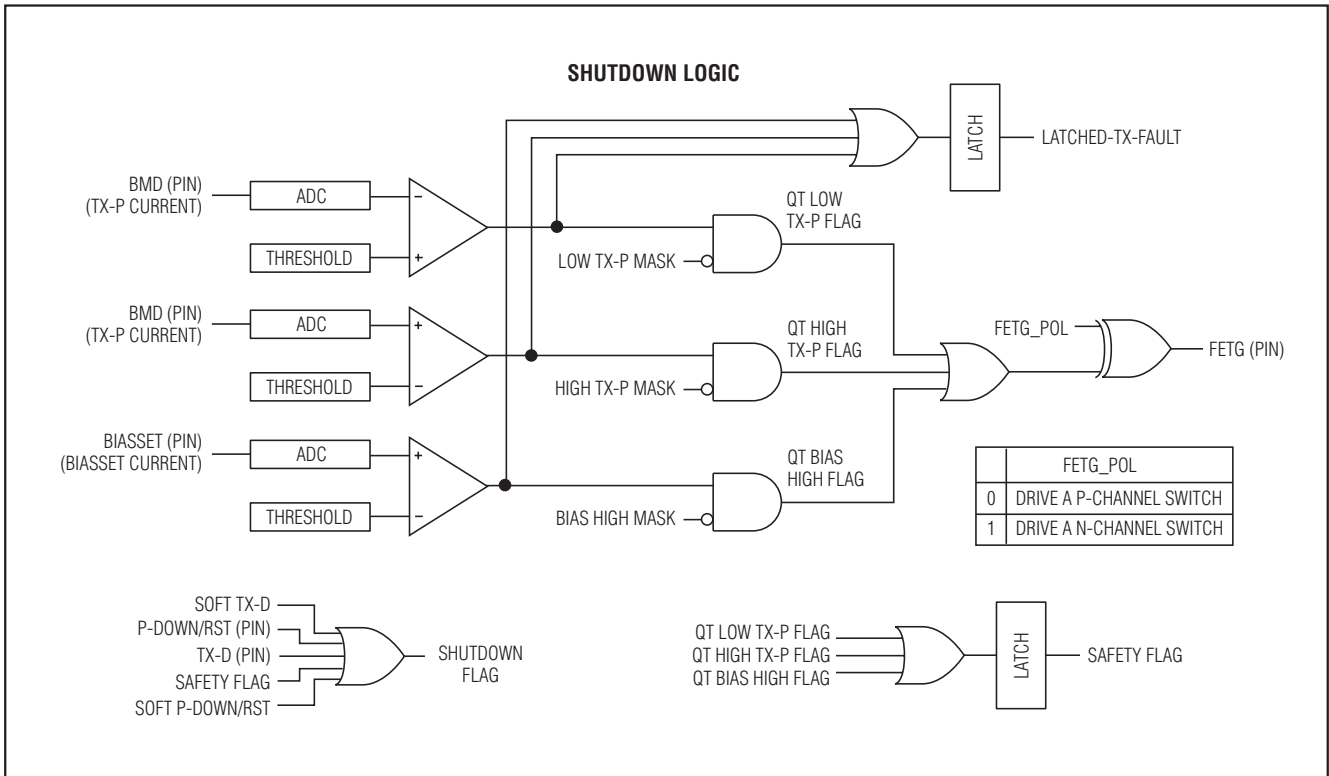 SHUTDOWN LOGIC
LATCH
LATCHED-TX-FAULT
BMD (PIN)
(TX-P CURRENT)
ADC
−
THRESHOLD
+
QT LOW
TX-P FLAG
LOW TX-P MASK
BMD (PIN)
(TX-P CURRENT)
ADC
+
THRESHOLD
−
QT HIGH
TX-P FLAG
HIGH TX-P MASK
FETG_POL
FETG (PIN)
BIASSET (PIN)
(BIASSET CURRENT)
ADC
+
THRESHOLD
−
QT BIAS
HIGH FLAG
BIAS HIGH MASK
FETG_POL
0 DRIVE A P-CHANNEL SWITCH
1 DRIVE A N-CHANNEL SWITCH
SOFT TX-D
P-DOWN/RST (PIN)
TX-D (PIN)
SAFETY FLAG
SOFT P-DOWN/RST
SHUTDOWN
FLAG
QT LOW TX-P FLAG
QT HIGH TX-P FLAG
QT BIAS HIGH FLAG
LATCH
SAFETY FLAG